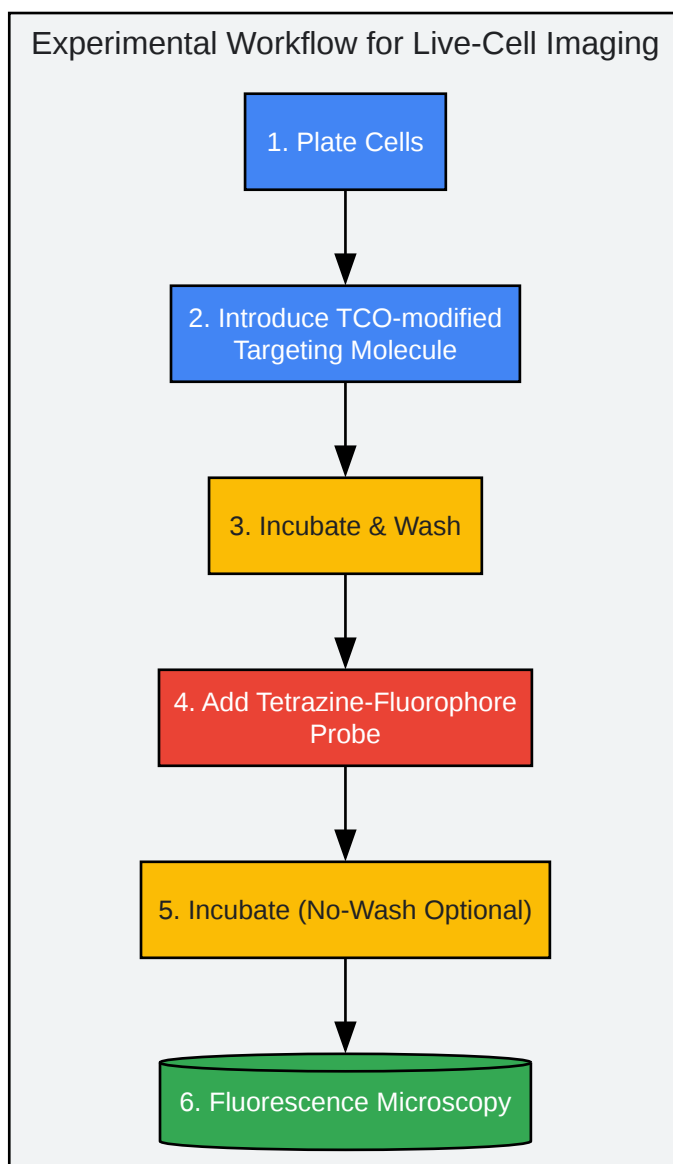 Experimental Workflow for Live-Cell Imaging
1. Plate Cells
2. Introduce TCO-modified
Targeting Molecule
3. Incubate & Wash
4. Add Tetrazine-Fluorophore
Probe
5. Incubate (No-Wash Optional)
6. Fluorescence Microscopy